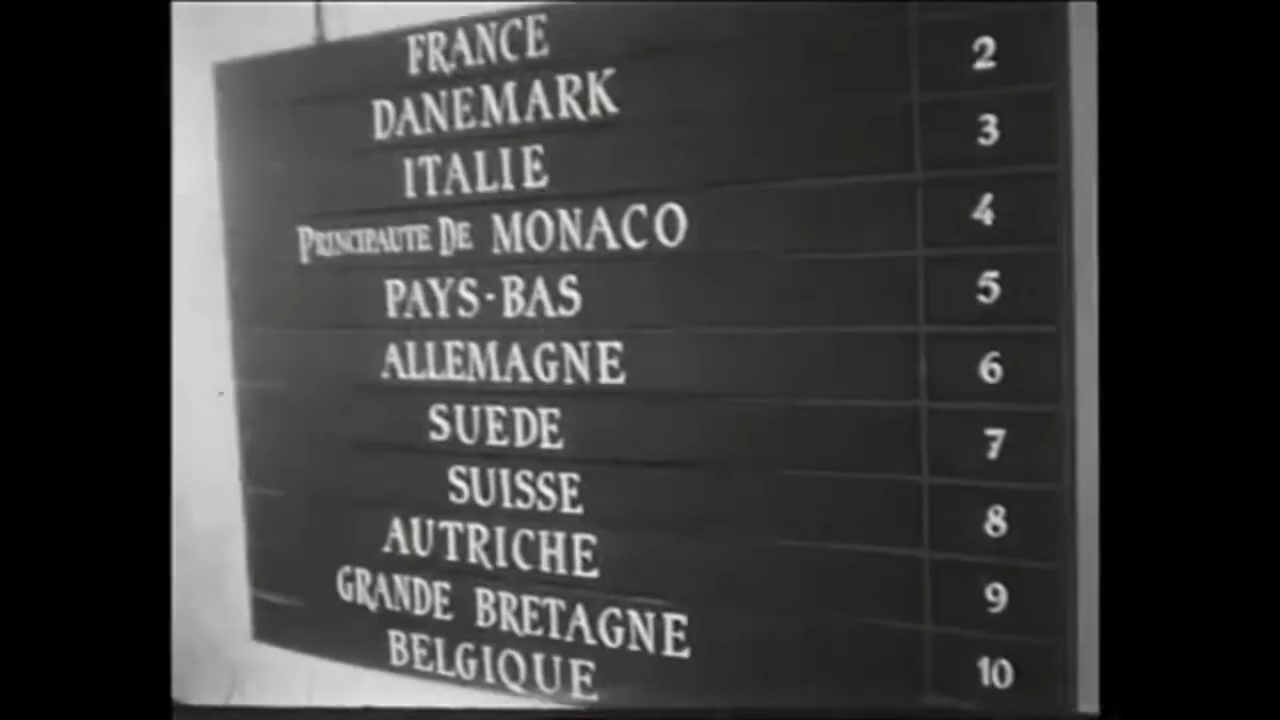 FRANCE
DANEMARK 2
ITALIE 3
PRINCIPAUTE DE MONACO 4
PAYS-BAS 5
ALLEMAGNE 6
SUEDE 7
SUISSE 8
AUTRICHE 9
GRANDE BRETAGNE 10
BELGIQUE